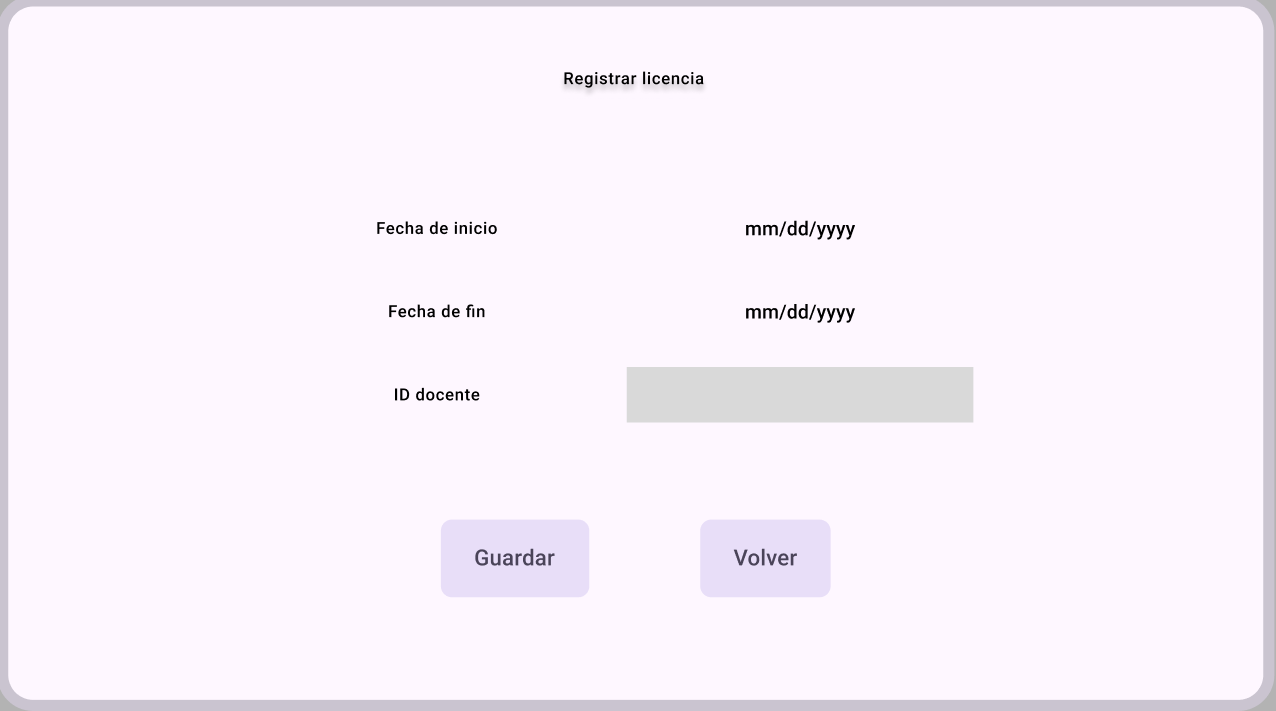 Registrar licencia
Fecha de inicio mm/dd/yyyy
Fecha de fin mm/dd/yyyy
ID docente
Guardar Volver